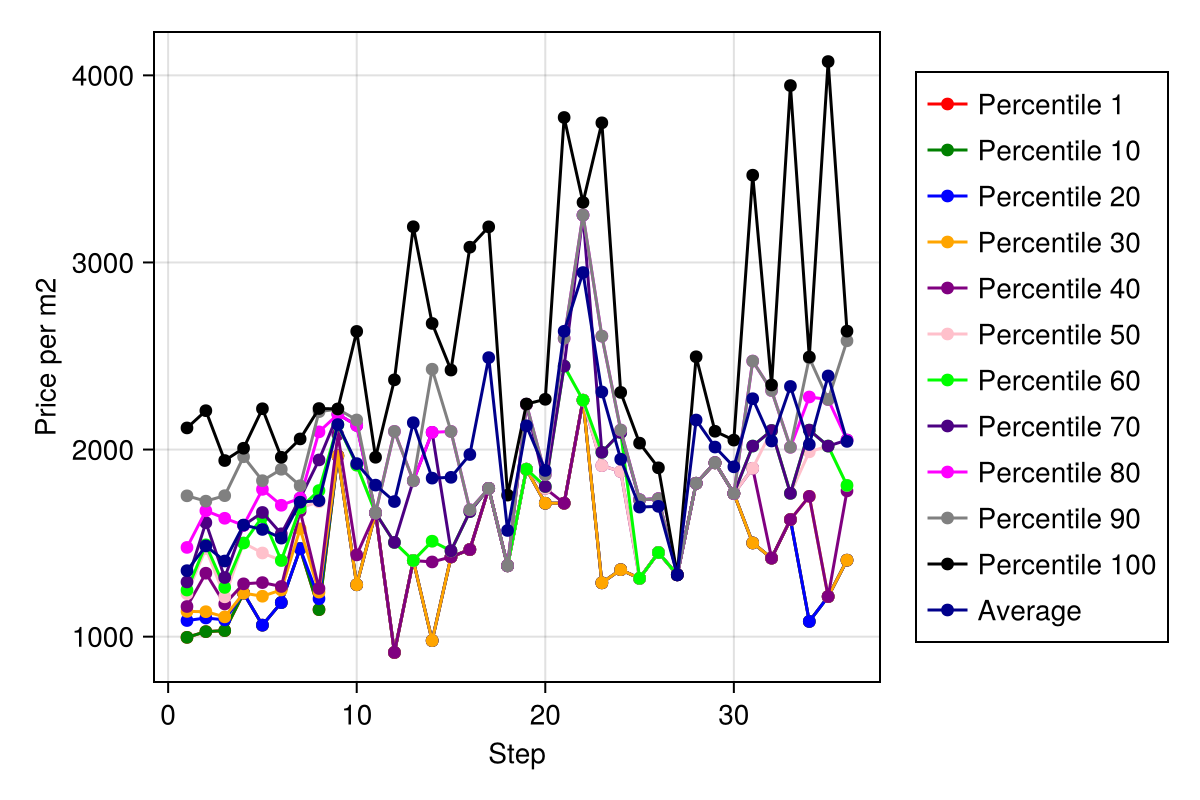 4000
3000
2000
1000
Price per m2
0 10 20 30
Step
Percentile 1
Percentile 10
Percentile 20
Percentile 30
Percentile 40
Percentile 50
Percentile 60
Percentile 70
Percentile 80
Percentile 90
Percentile 100
Average